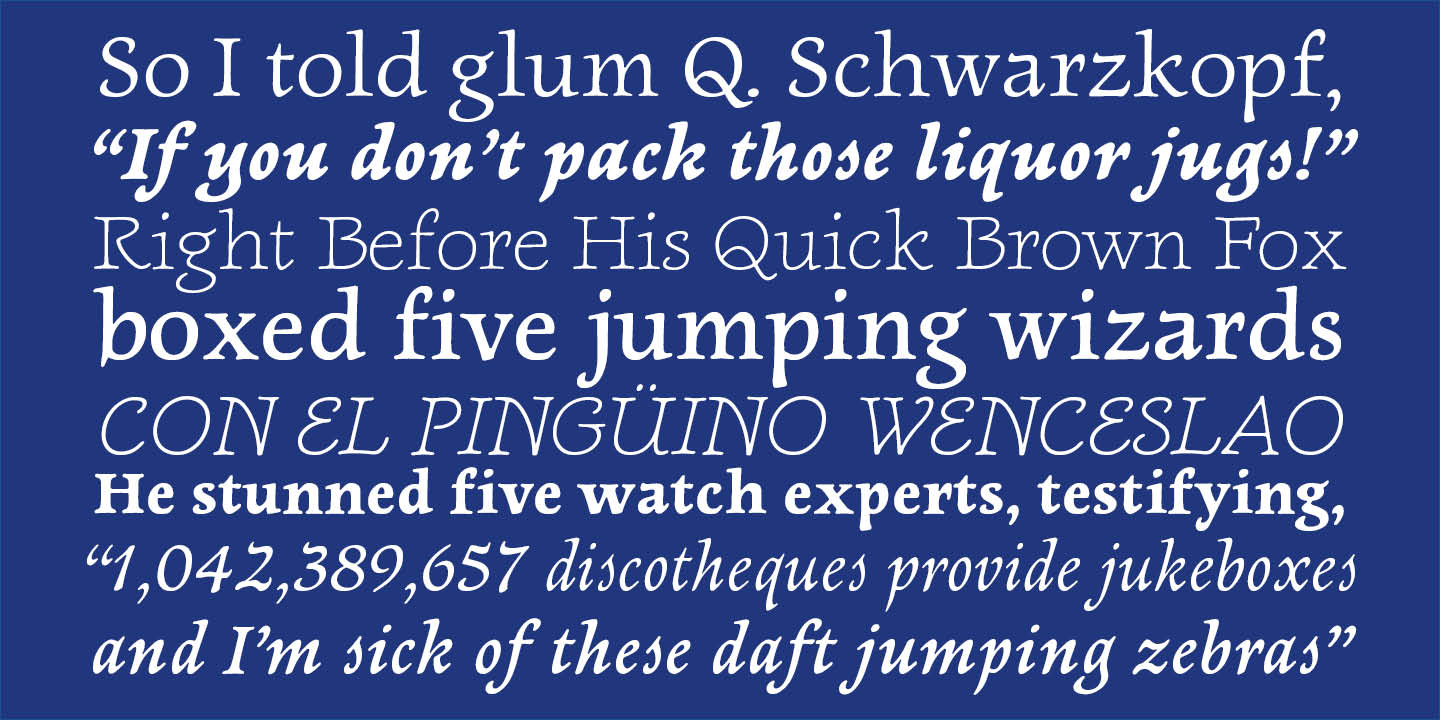 So I told glum Q. Schwarzkopf,
“If you don’t pack those liquor jugs!”
Right Before His Quick Brown Fox
boxed five jumping wizards
CON EL PINGÜINO WENCESLAO
He stunned five watch experts, testifying,
“1,042,389,657 discotheques provide jukeboxes
and I’m sick of these daft jumping zebras”